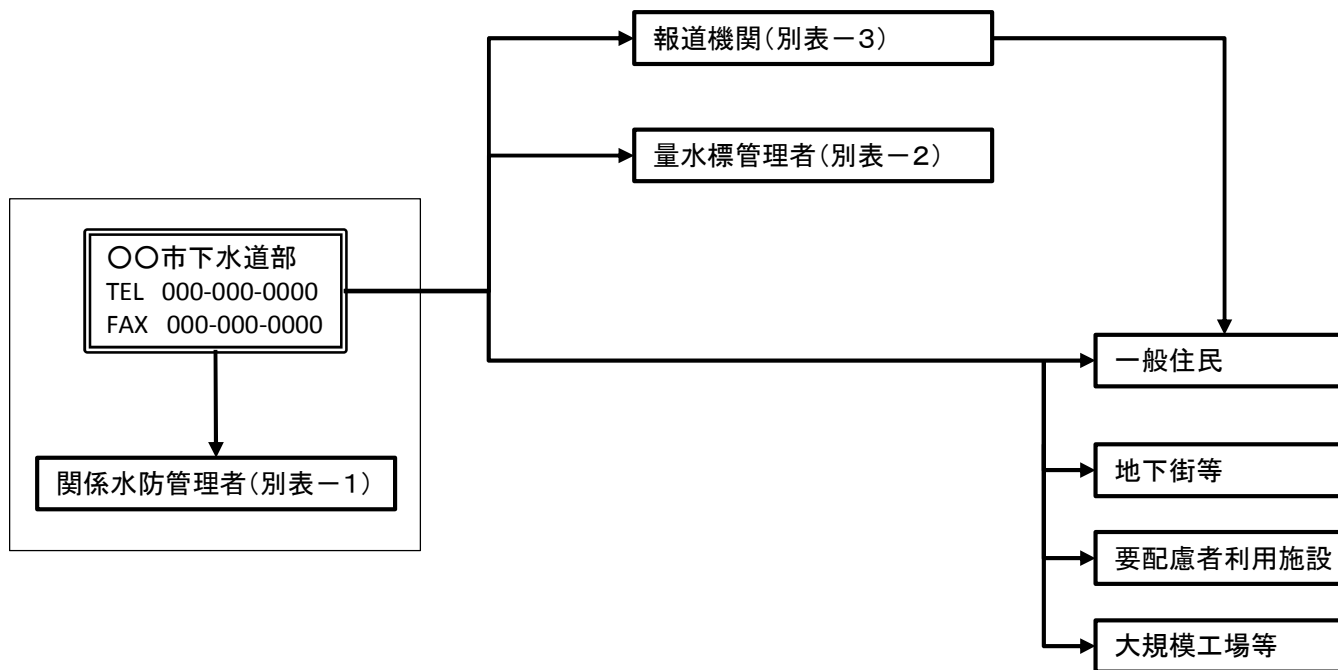 報道機関(別表－3)
量水標管理者(別表－2)
〇〇市下水道部
TEL 000-000-0000
FAX 000-000-0000
一般住民
関係水防管理者(別表－1)
地下街等
要配慮者利用施設
大規模工場等